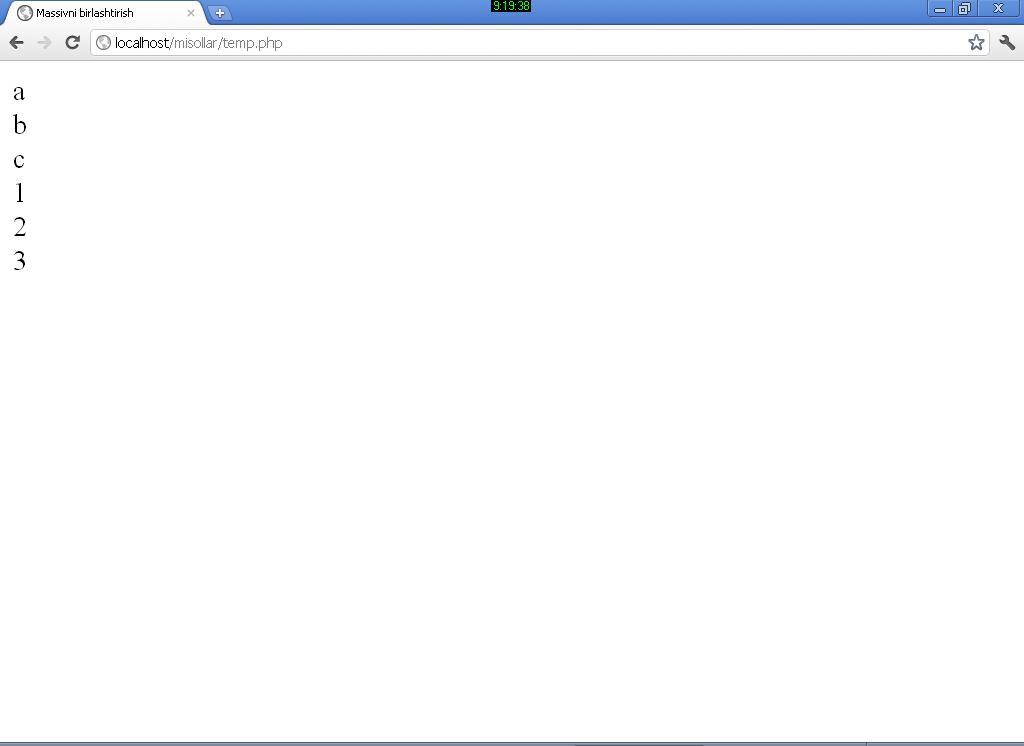 9:19:38
Massivni birlashtirish
localhost/misollar/temp.php
a
b
c
1
2
3